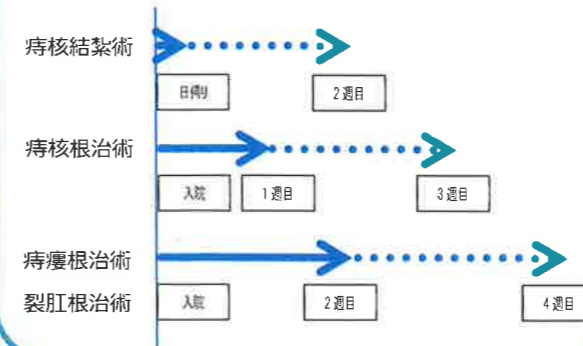 痔核結紮術
日帰り 2週目
痔核根治術
入院 1週目 3週目
痔瘻根治術
裂肛根治術 入院 2週目 4週目